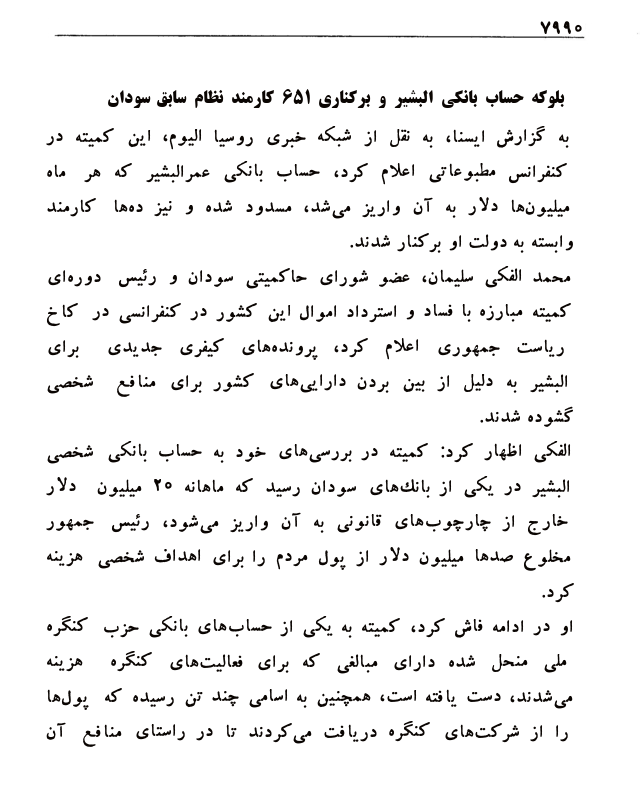 ۷۹۹۰
بلوکه حساب بانکی البشیر و برکناری ۶۵۱ کارمند نظام سابق سودان
به گزارش ایسنا، به نقل از شبکه خبری روسیا الیوم، این کمیته در
کنفرانس مطبوعاتی اعلام کرد، حساب بانکی عمرالبشیر که هر ماه
میلیون‌ها دلار به آن واریز می‌شد، مسدود شده و نیز ده‌ها کارمند
وابسته به دولت او برکنار شدند.
محمد الفکی سلیمان، عضو شورای حاکمیتی سودان و رئیس دوره‌ای
کمیته مبارزه با فساد و استرداد اموال این کشور در کنفرانسی در کاخ
ریاست جمهوری اعلام کرد، پرونده‌های کیفری جدیدی برای
البشیر به دلیل از بین بردن دارایی‌های کشور برای منافع شخصی
گشوده شدند.
الفکی اظهار کرد: کمیته در بررسی‌های خود به حساب بانکی شخصی
البشیر در یکی از بانک‌های سودان رسید که ماهانه ۲۵ میلیون دلار
خارج از چارچوب‌های قانونی به آن واریز می‌شود، رئیس جمهور
مخلوع صدها میلیون دلار از پول مردم را برای اهداف شخصی هزینه
کرد.
او در ادامه فاش کرد، کمیته به یکی از حساب‌های بانکی حزب کنگره
ملی منحل شده دارای مبالغی که برای فعالیت‌های کنگره هزینه
می‌شدند، دست یافته است، همچنین به اسامی چند تن رسیده که پول‌ها
را از شرکت‌های کنگره دریافت می‌کردند تا در راستای منافع آن